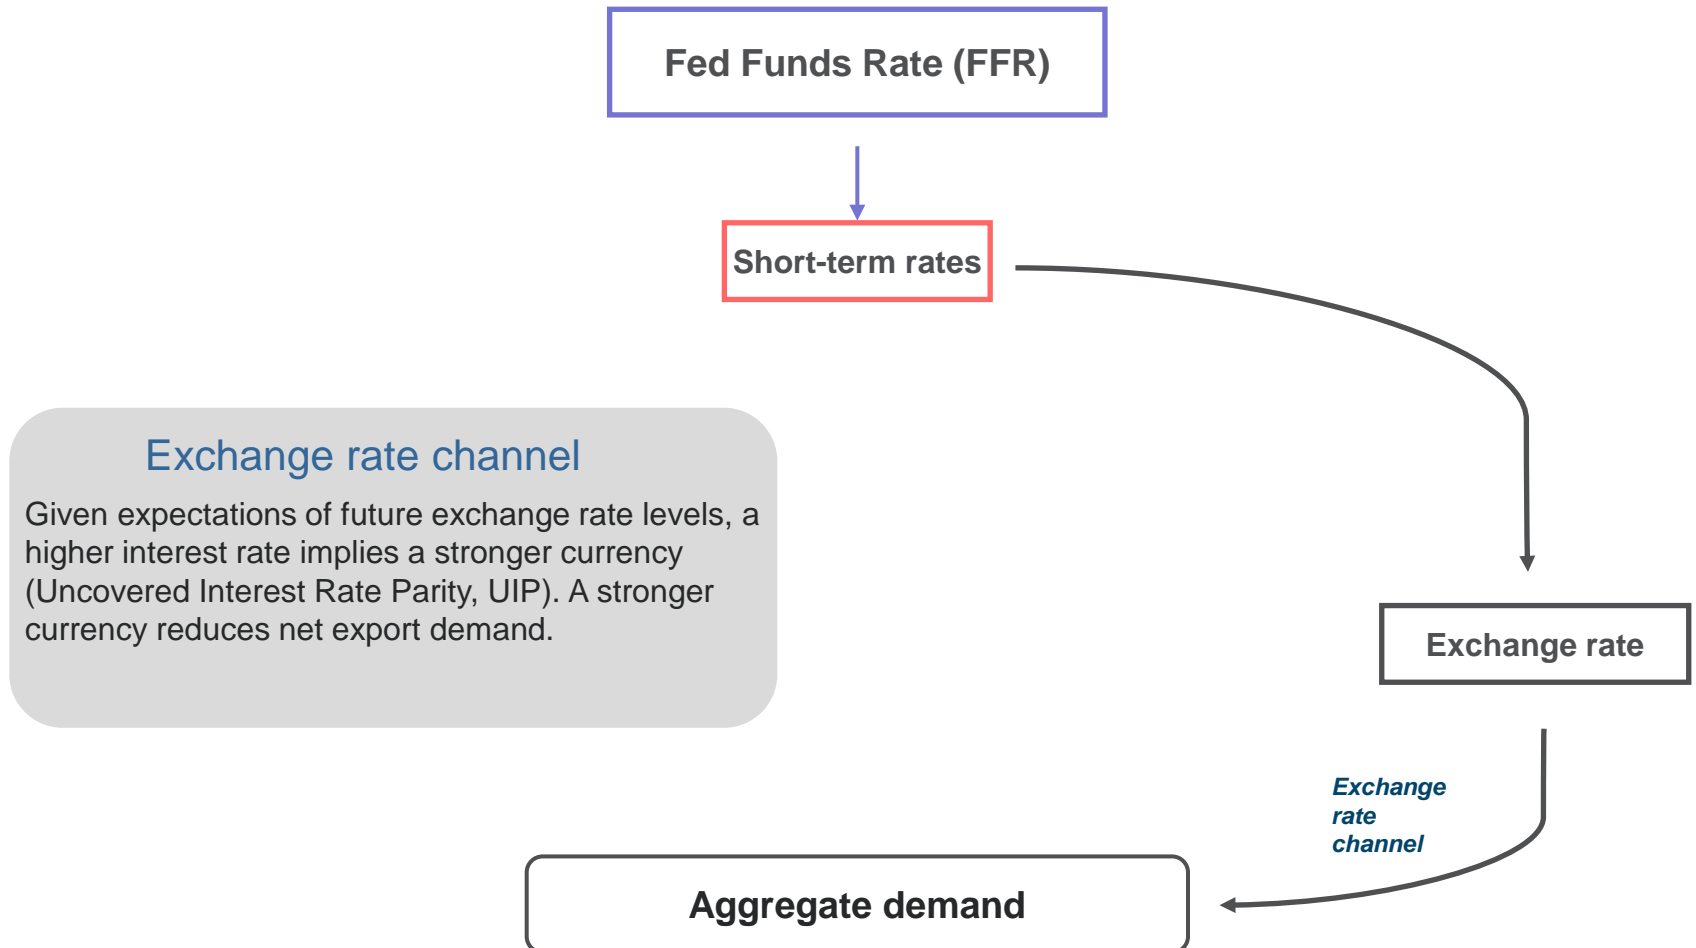 Fed Funds Rate (FFR)
Short-term rates
Exchange rate channel
Given expectations of future exchange rate levels, a
higher interest rate implies a stronger currency
(Uncovered Interest Rate Parity, UIP). A stronger
currency reduces net export demand.
Exchange rate
Exchange
rate
channel
Aggregate demand